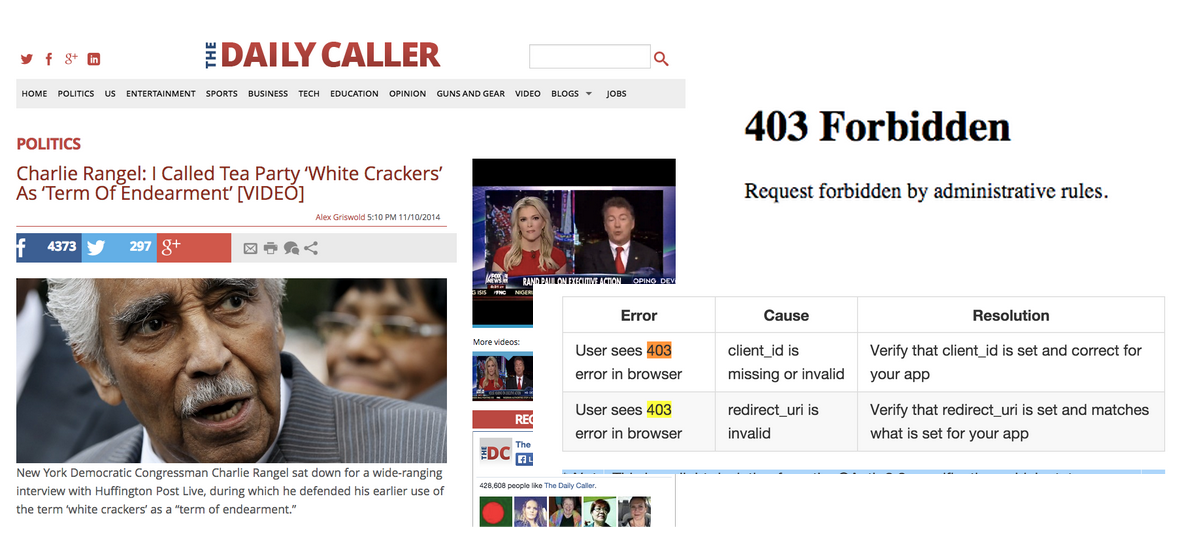 THE DAILY CALLER
HOME POLITICS US ENTERTAINMENT SPORTS BUSINESS TECH EDUCATION OPINION GUNS AND GEAR VIDEO BLOGS JOBS
POLITICS
Charlie Rangel: I Called Tea Party ‘White Crackers’
As ‘Term Of Endearment’ [VIDEO]
Alex Griswold 5:10 PM 11/10/2014
4373 297 g+
New York Democratic Congressman Charlie Rangel sat down for a wide-ranging
interview with Huffington Post Live, during which he defended his earlier use of
the term ‘white crackers’ as a “term of endearment.”
RAND PAUL ON EXECUTIVE ACTION
More videos:
REC
THE DC The
428,608 people like The Daily Caller.
403 Forbidden
Request forbidden by administrative rules.
Error Cause Resolution
User sees 403
error in browser
client_id is
missing or invalid
Verify that client_id is set and correct for
your app
User sees 403
error in browser
redirect_uri is
invalid
Verify that redirect_uri is set and matches
what is set for your app